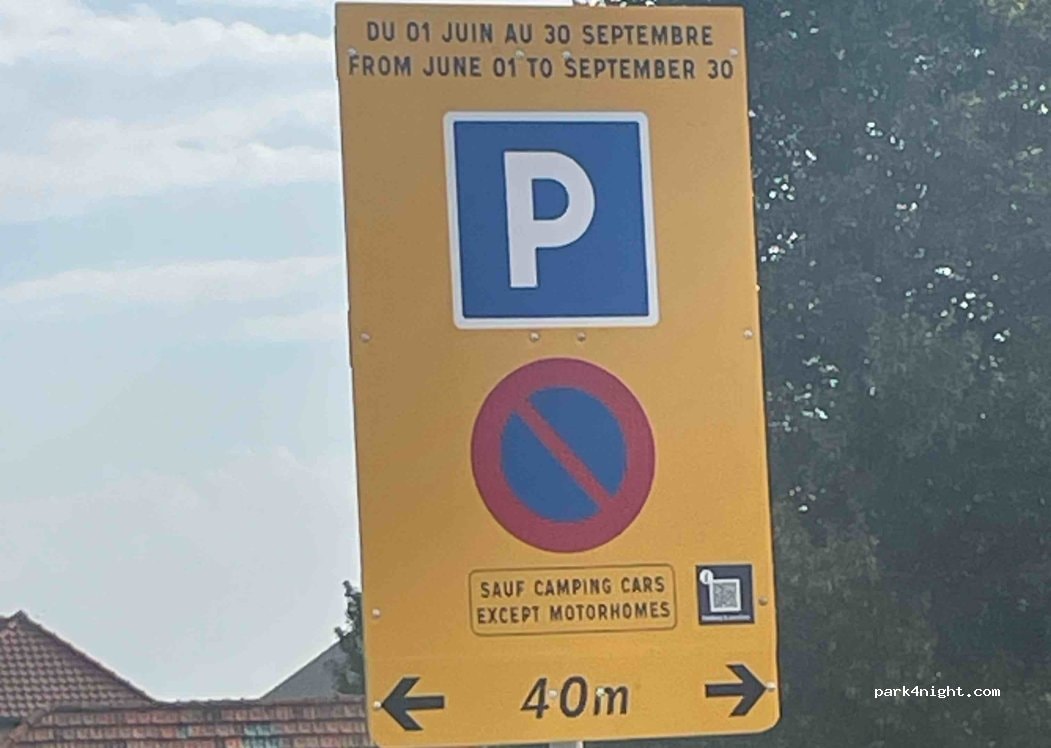 DU 01 JUIN AU 30 SEPTEMBRE
FROM JUNE 01 TO SEPTEMBER 30
P
SAUF CAMPING CARS
EXCEPT MOTORHOMES
40m
park4night.com